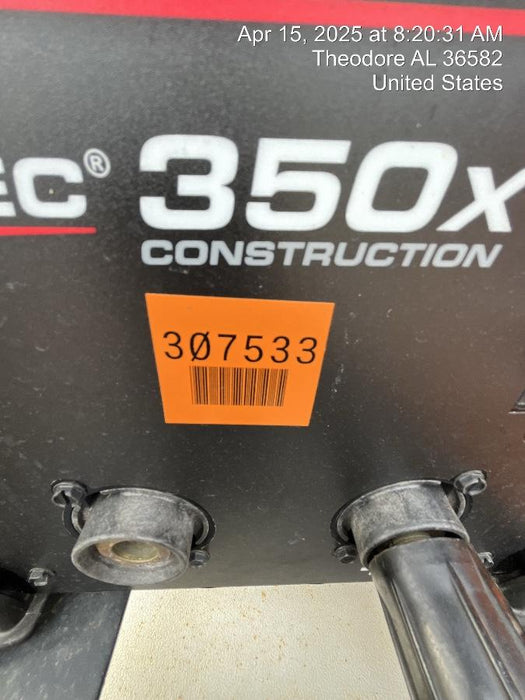 Apr 15, 2025 at 8:20:31 AM
Theodore AL 36582
United States
EC® 350x
CONSTRUCTION
3Ø7533